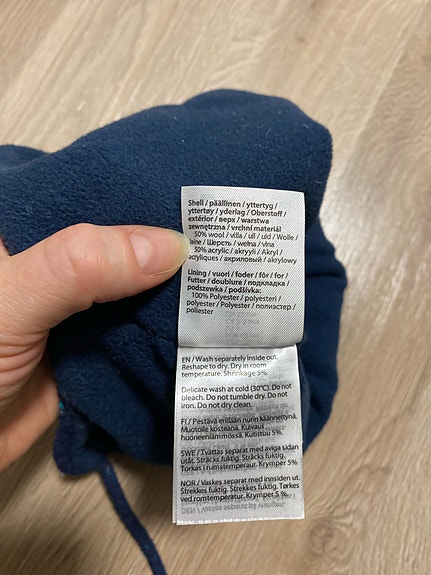 Shell / päällinen / yttertyg /
yttertøy / yderlag / Oberstoff /
extérior / верх / warstwa
zewnętrzna / vrchní materiál
50% wool / villa / ull / uld / Wolle /
laine / Шерсть / wełna / vlna
50% acrylic / akryyli / Akryl /
acryliques / акриловый / akrylowy
Lining / vuori / foder / fôr / for /
Futter / doublure / подкладка /
podszewka / podšívka:
100% Polyester / polyesteri /
polyester / Polyester / полиэстер /
poliester
EN / Wash separately inside out.
Reshape to dry. Dry in room
temperature. Shrinkage 5%.
Delicate wash at cold (30°C). Do not
bleach. Do not tumble dry. Do not
iron. Do not dry clean.
FI / Pestävä erillään nurin käännettynä.
Muotoile kosteana. Kuivaus
huoneenlämmössä. Kutistuu 5%.
SWE / Tvättas separat med aviga sidan
utåt. Sträcks fuktig. Sträcks fuktig.
Torkas i rumstemperaur. Krymper 5%
NOR / Vaskes separat med innsiden ut.
Strekkes fuktig. Strekkes fuktig. Tørkes
ved romtemperatur. Krymper 5 %.